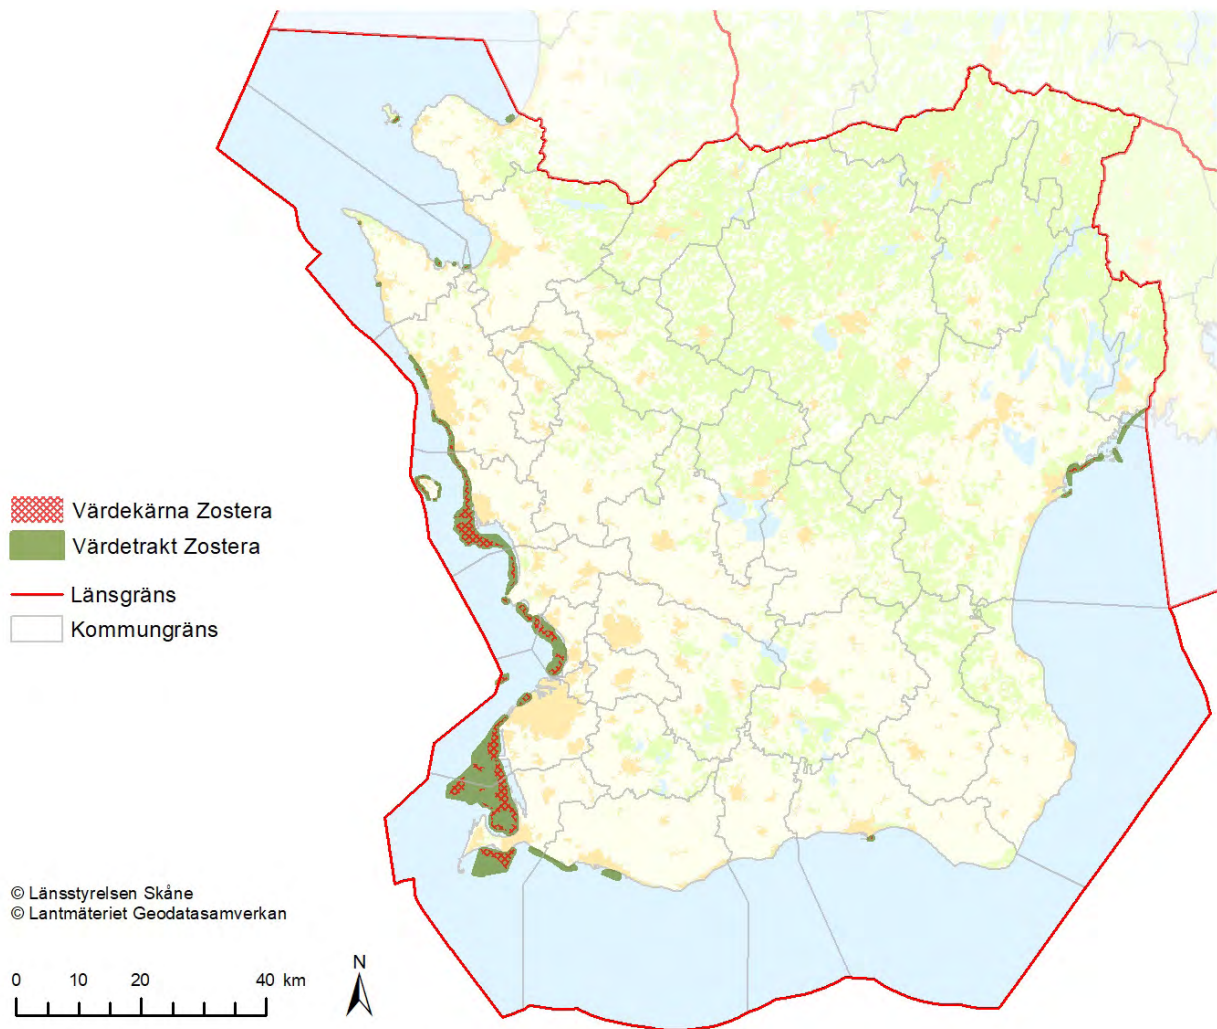 Värdekärna Zostera
Värdetrakt Zostera
Länsgräns
Kommungräns
© Länsstyrelsen Skåne
© Lantmäteriet Geodatasamverkan
0 10 20 40 km
N